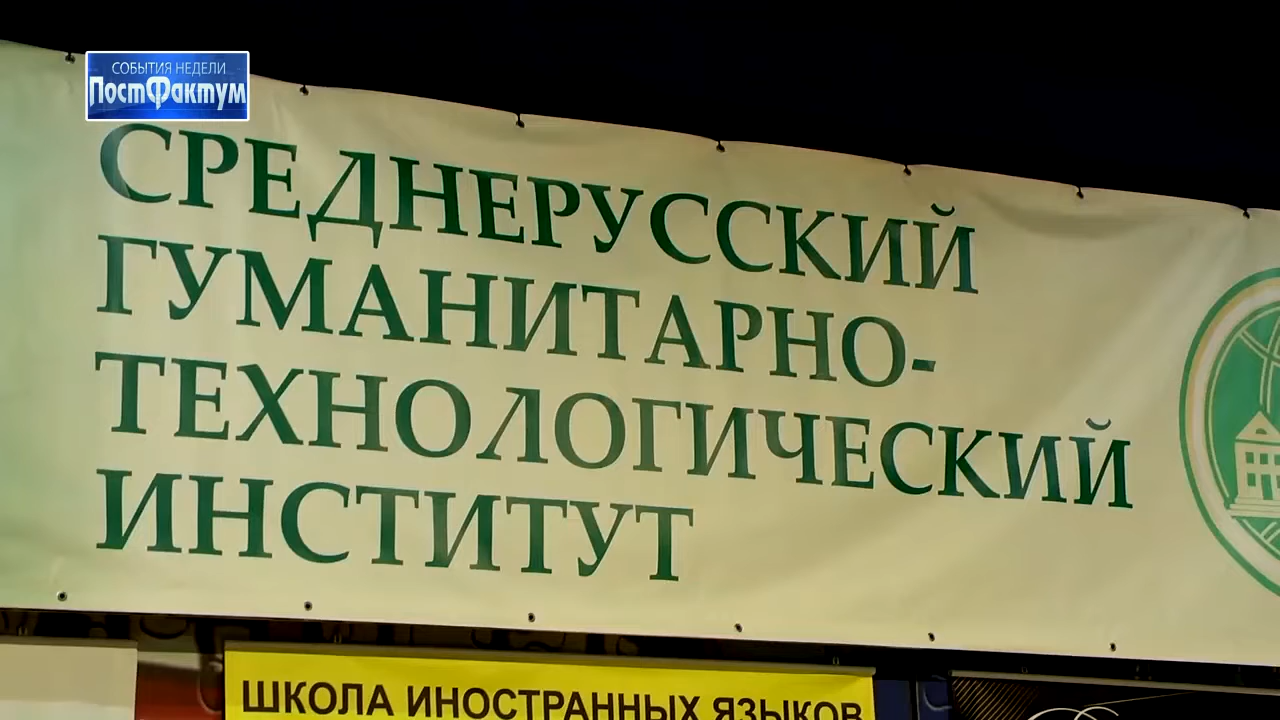 СОБЫТИЯ НЕДЕЛИ
ПостФактум
СРЕДНЕРУССКИЙ
ГУМАНИТАРНО-
ТЕХНОЛОГИЧЕСКИЙ
ИНСТИТУТ
ШКОЛА ИНОСТРАННЫХ ЯЗЫКОВ